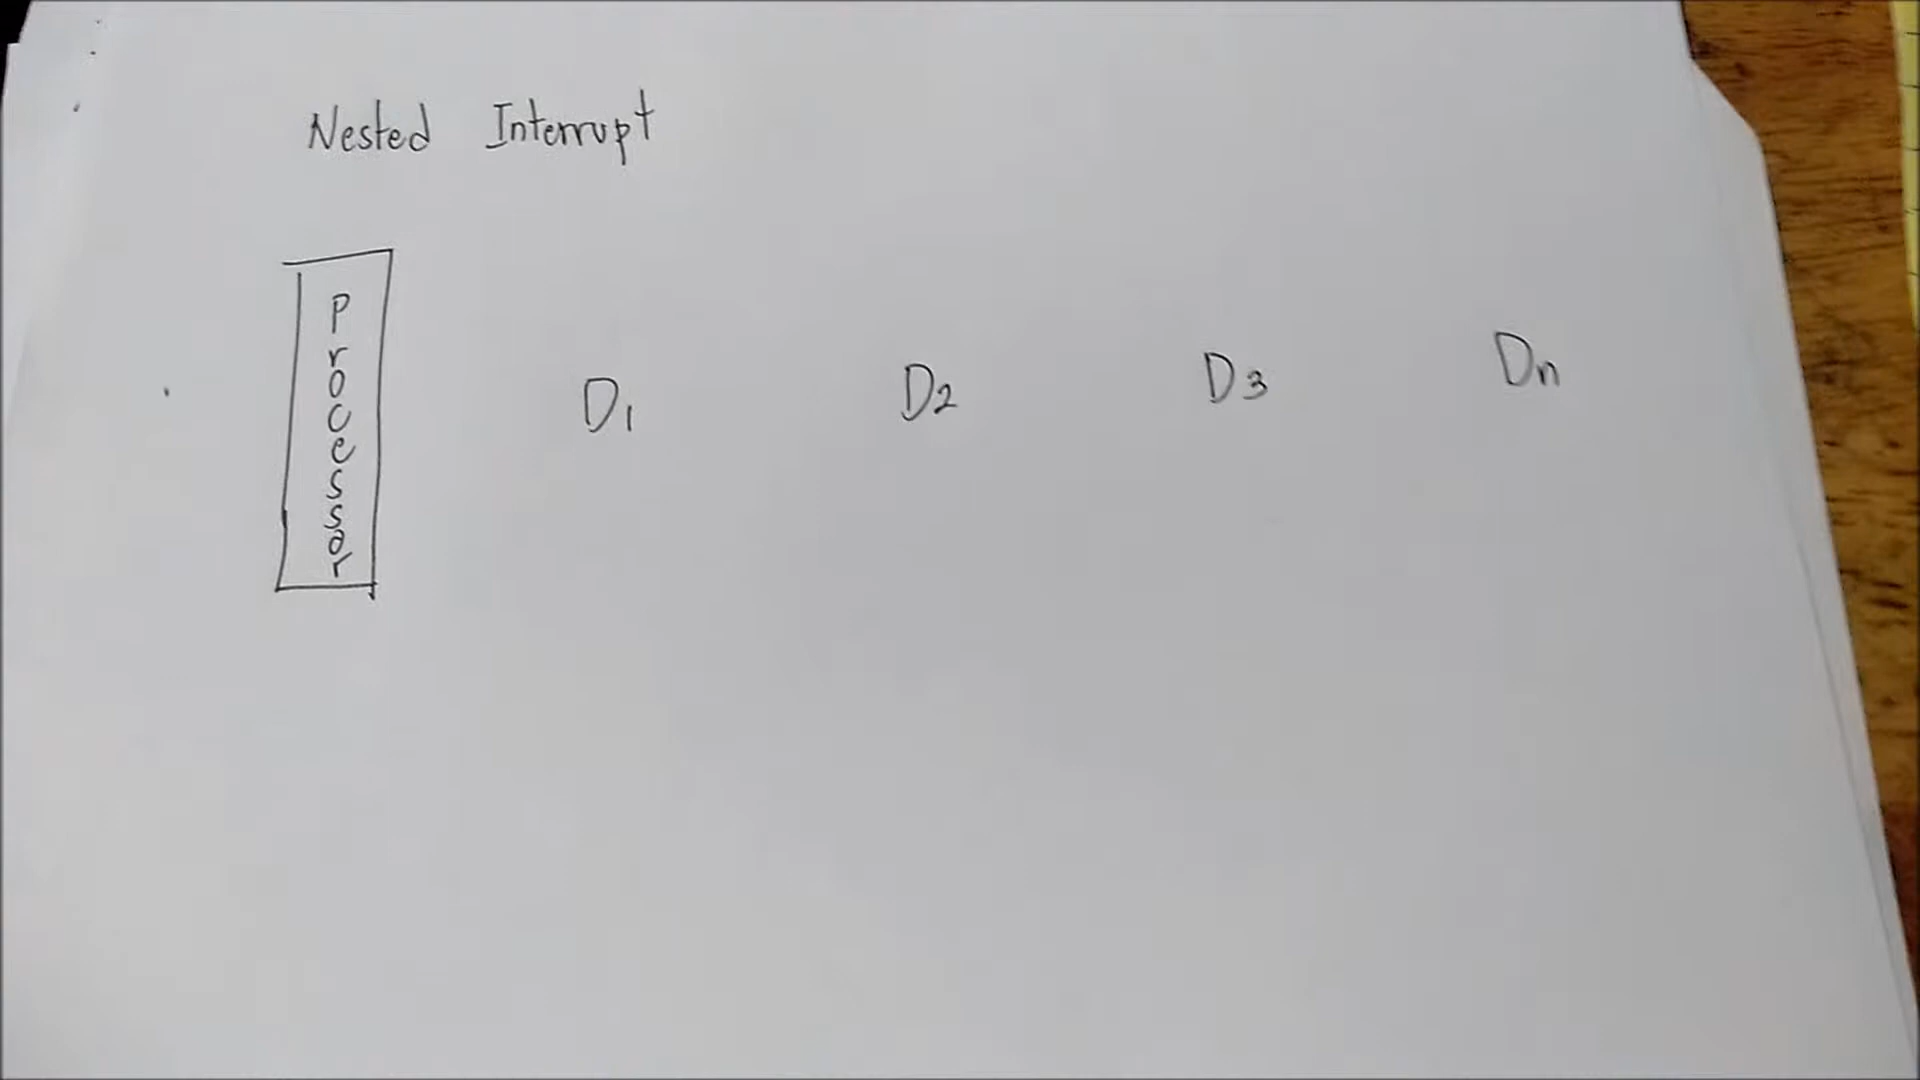 Nested Interrupt
Processor
D1 D2 D3 Dn